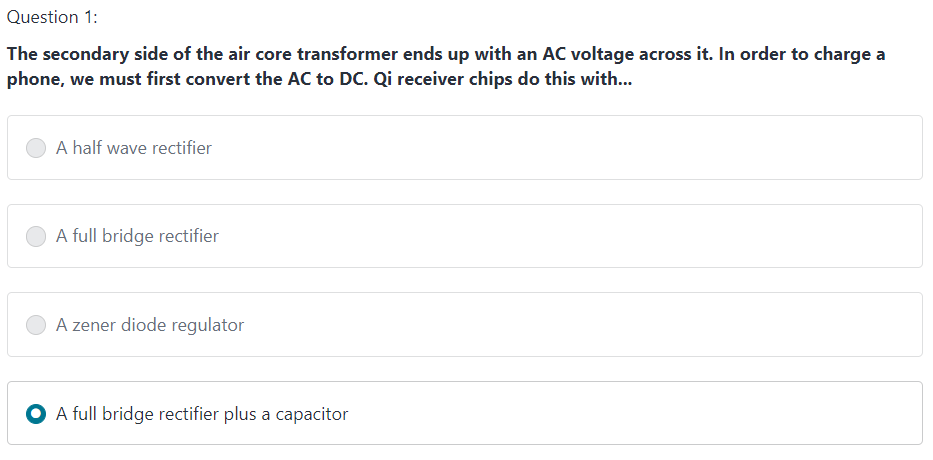 Question 1:
The secondary side of the air core transformer ends up with an AC voltage across it. In order to charge a
phone, we must first convert the AC to DC. Qi receiver chips do this with...
A half wave rectifier
A full bridge rectifier
A zener diode regulator
A full bridge rectifier plus a capacitor